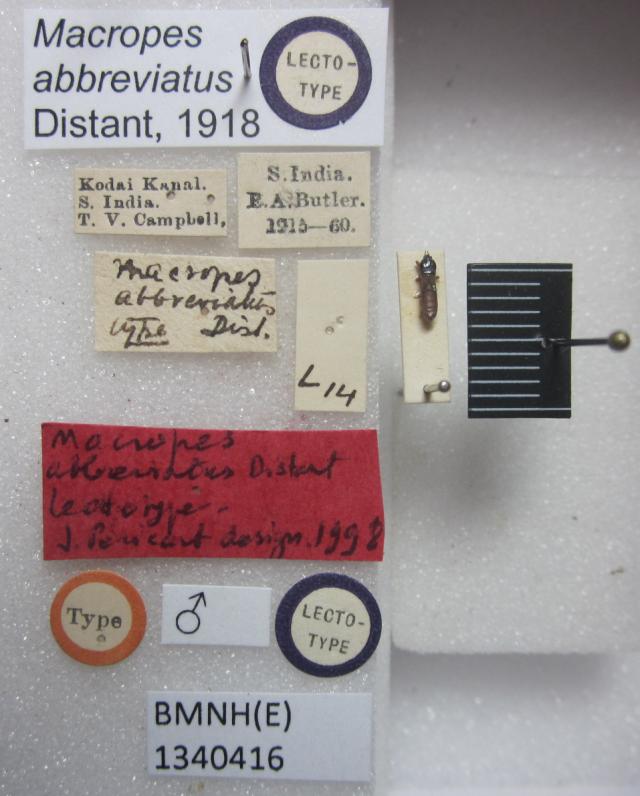 Macropes
abbreviatus
Distant, 1918
LECTO-
TYPE
Kodai Kanal.
S. India.
T. V. Campbell,
S. India.
E.A.Butler.
1915—60.
Macropes
abbreviatus
type Dist.
L14
Macropes
abbreviatus Distant
lectotype -
J. Péricart design. 1998
Type
♂
LECTO-
TYPE
BMNH(E)
1340416